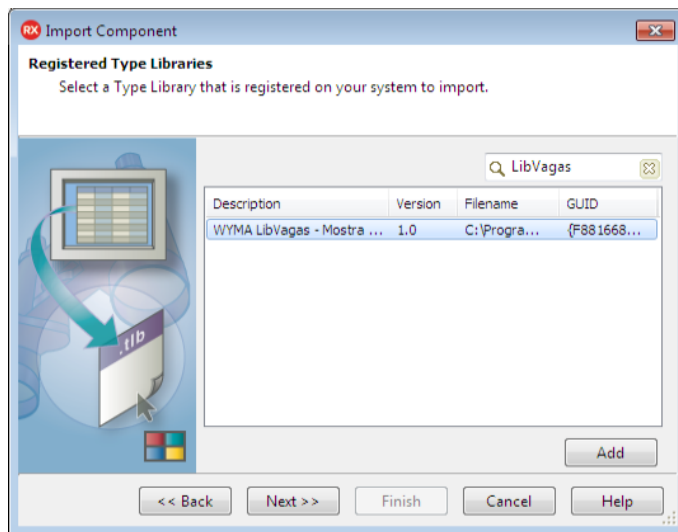 RX Import Component
Registered Type Libraries
Select a Type Library that is registered on your system to import.
LibVagas
Description Version Filename GUID
WYMA LibVagas - Mostra ... 1.0 C:\Progra... {F881668...
.tlb
Add
<< Back Next >> Finish Cancel Help